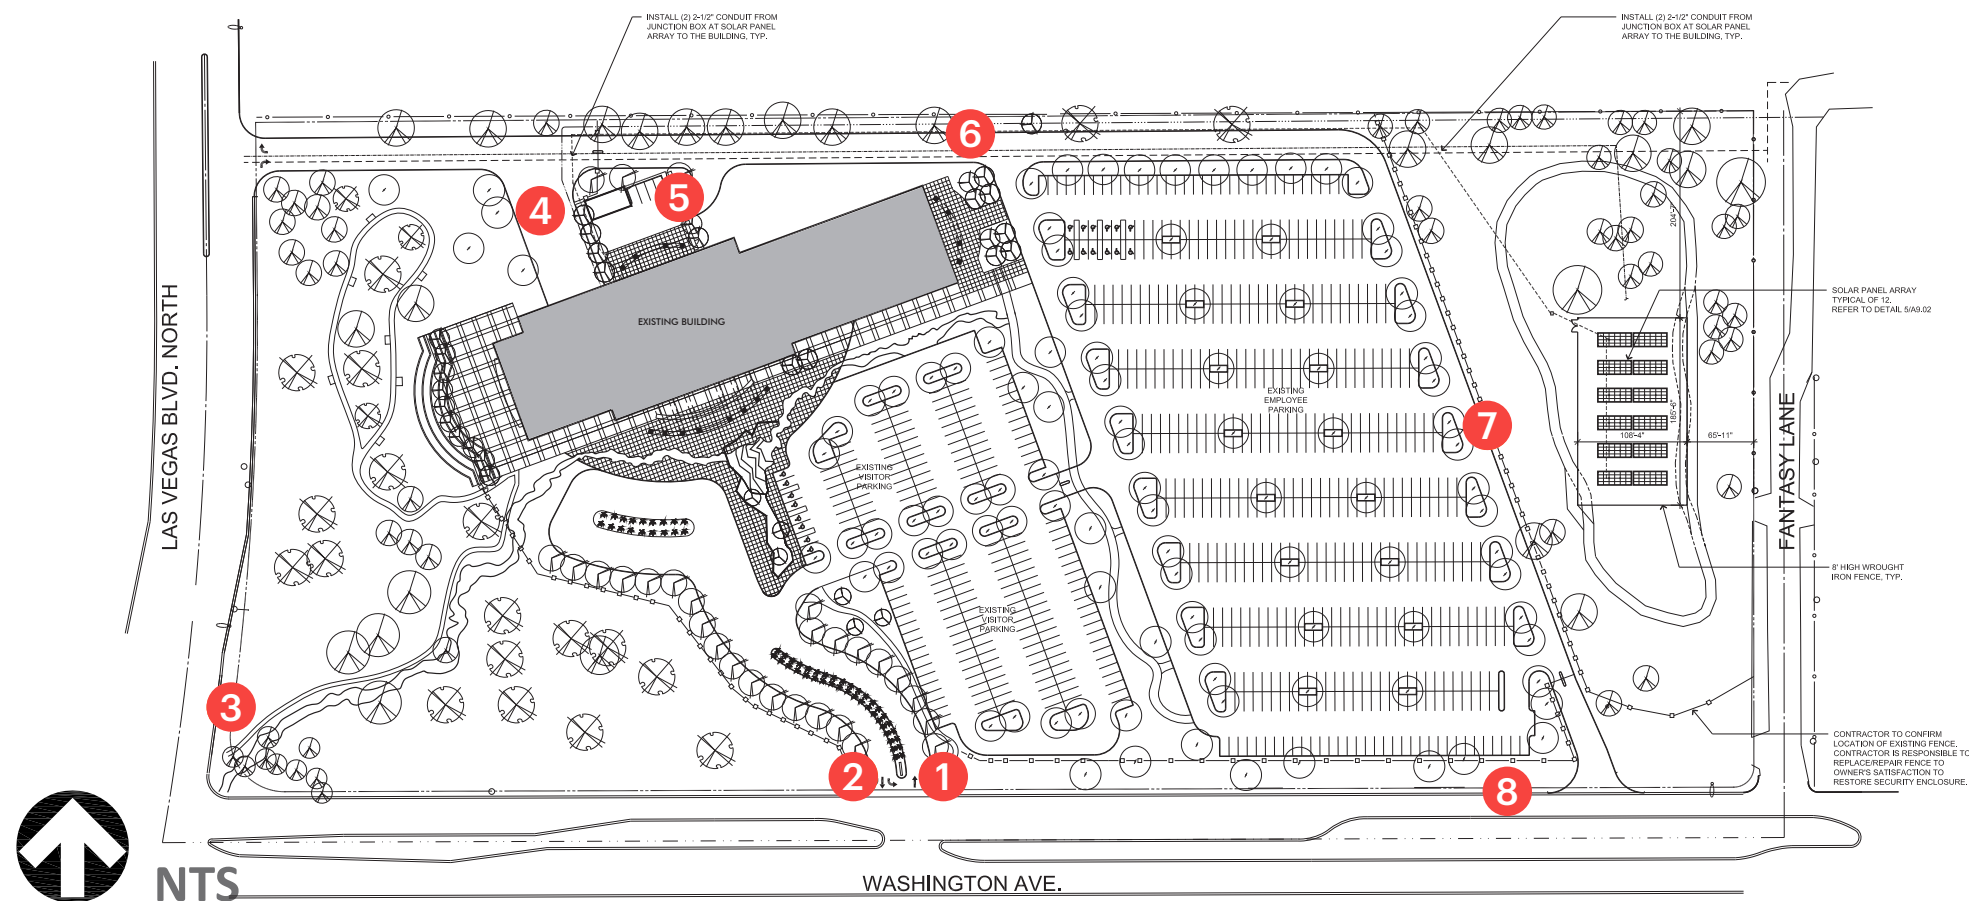 INSTALL (2) 2-1/2" CONDUIT FROM
JUNCTION BOX AT SOLAR PANEL
ARRAY TO THE BUILDING, TYP.
INSTALL (2) 2-1/2" CONDUIT FROM
JUNCTION BOX AT SOLAR PANEL
ARRAY TO THE BUILDING, TYP.
6
5
4
204'-7"
LAS VEGAS BLVD. NORTH
EXISTING BUILDING
SOLAR PANEL ARRAY
TYPICAL OF 12.
REFER TO DETAIL 5/A9.02
EXISTING
EMPLOYEE
PARKING
185'-6"
7
108'-4"
65'-11"
FANTASY LANE
EXISTING
VISITOR
PARKING
8' HIGH WROUGHT
IRON FENCE, TYP.
EXISTING
VISITOR
PARKING
3
CONTRACTOR TO CONFIRM
LOCATION OF EXISTING FENCE.
CONTRACTOR IS RESPONSIBLE TO
REPLACE/REPAIR FENCE TO
OWNER'S SATISFACTION TO
RESTORE SECURITY ENCLOSURE.
2
1
8
NTS
WASHINGTON AVE.